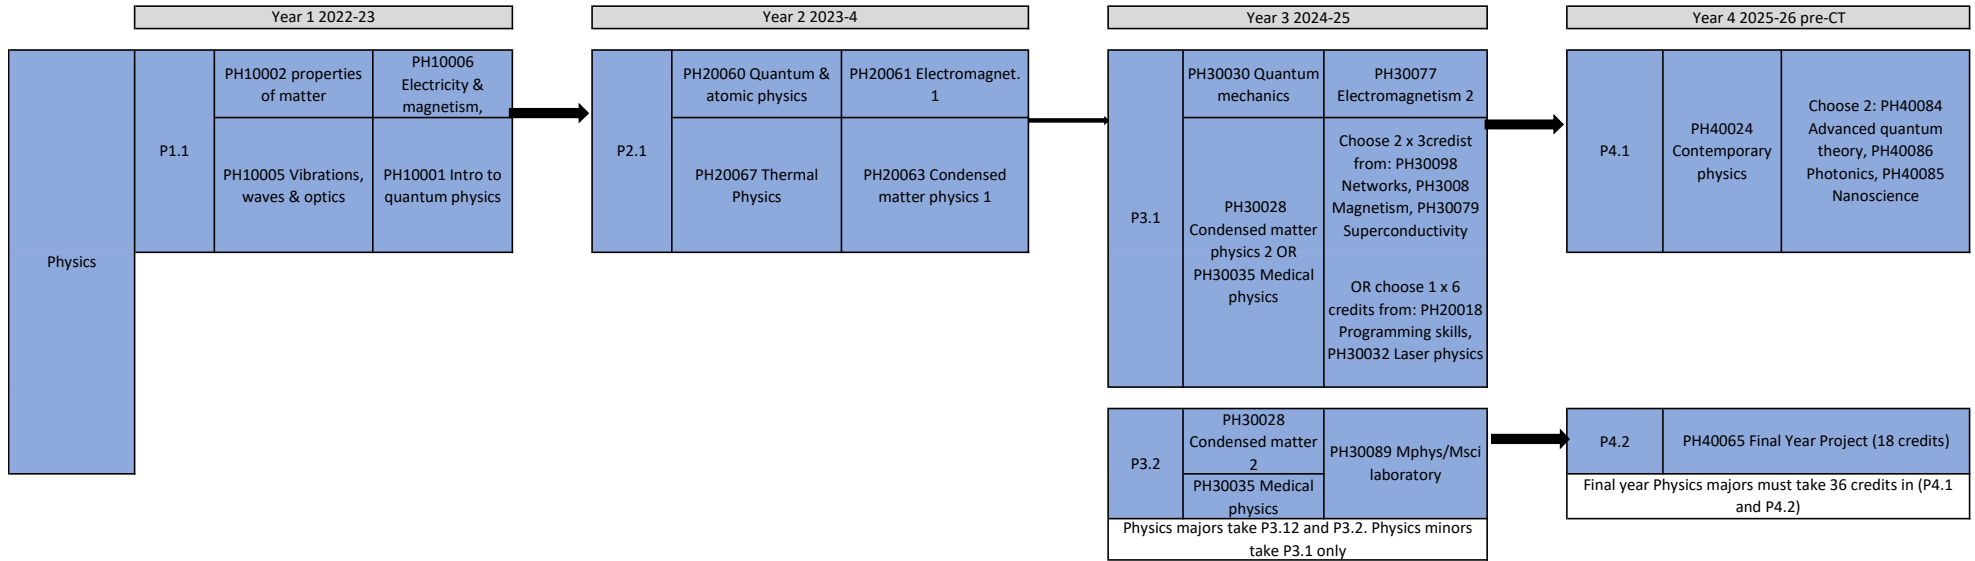 Year 1 2022-23
Year 2 2023-4
Year 3 2024-25
Year 4 2025-26 pre-CT
Physics
P1.1
PH10002 properties
of matter
PH10006
Electricity &
magnetism,
PH10005 Vibrations,
waves & optics
PH10001 Intro to
quantum physics
P2.1
PH20060 Quantum &
atomic physics
PH20061 Electromagnet.
1
PH20067 Thermal
Physics
PH20063 Condensed
matter physics 1
P3.1
PH30030 Quantum
mechanics
PH30077
Electromagnetism 2
PH30028
Condensed matter
physics 2 OR
PH30035 Medical
physics
Choose 2 x 3credist
from: PH30098
Networks, PH3008
Magnetism, PH30079
Superconductivity
OR choose 1 x 6
credits from: PH20018
Programming skills,
PH30032 Laser physics
P4.1
PH40024
Contemporary
physics
Choose 2: PH40084
Advanced quantum
theory, PH40086
Photonics, PH40085
Nanoscience
P3.2
PH30028
Condensed matter
2
PH30035 Medical
physics
PH30089 Mphys/Msci
laboratory
Physics majors take P3.12 and P3.2. Physics minors
take P3.1 only
P4.2
PH40065 Final Year Project (18 credits)
Final year Physics majors must take 36 credits in (P4.1
and P4.2)